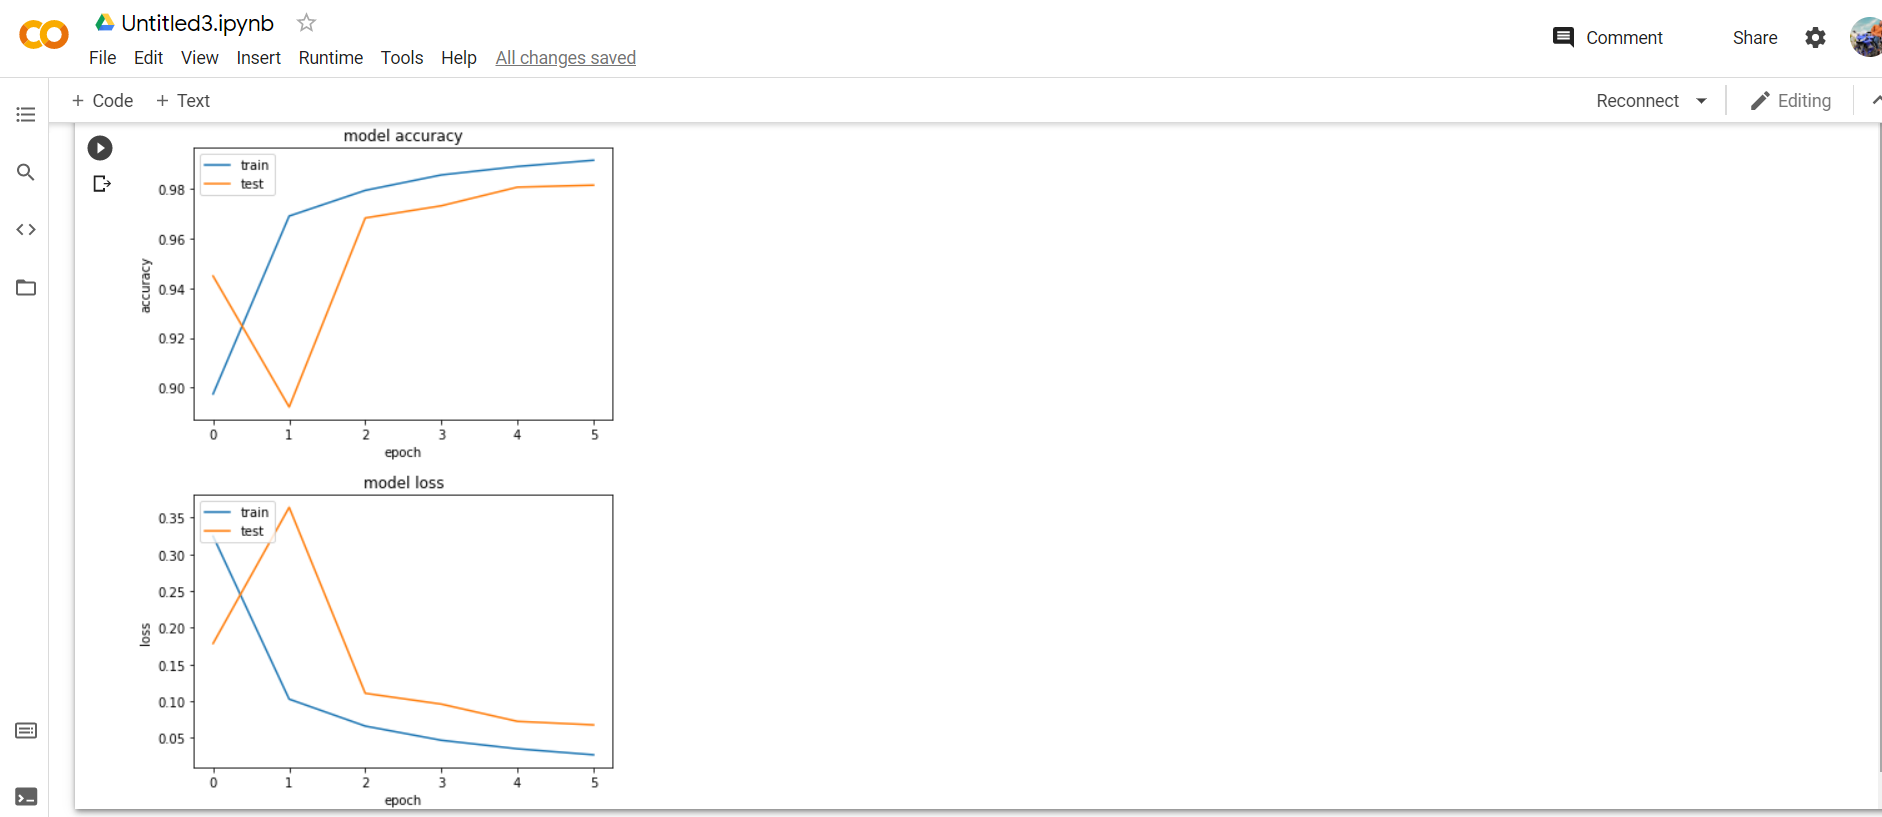 Untitled3.ipynb
File Edit View Insert Runtime Tools Help All changes saved
Comment Share
+ Code + Text
Reconnect Editing
model accuracy
train
test
0.98
0.96
0.94
0.92
0.90
accuracy
0 1 2 3 4 5
epoch
model loss
train
test
0.35
0.30
0.25
0.20
0.15
0.10
0.05
loss
0 1 2 3 4 5
epoch